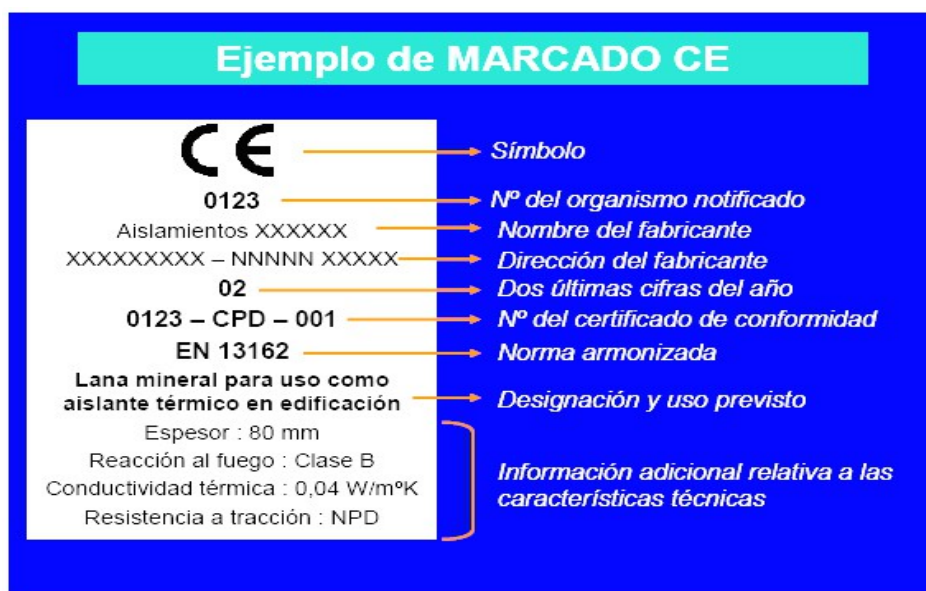 Ejemplo de MARCADO CE
CE Símbolo
0123 Nº del organismo notificado
Aislamientos XXXXXX Nombre del fabricante
XXXXXXXXX – NNNNN XXXXX Dirección del fabricante
02 Dos últimas cifras del año
0123 – CPD – 001 Nº del certificado de conformidad
EN 13162 Norma armonizada
Lana mineral para uso como
aislante térmico en edificación Designación y uso previsto
Espesor : 80 mm
Reacción al fuego : Clase B
Conductividad térmica : 0,04 W/mºK
Resistencia a tracción : NPD
Información adicional relativa a las
características técnicas